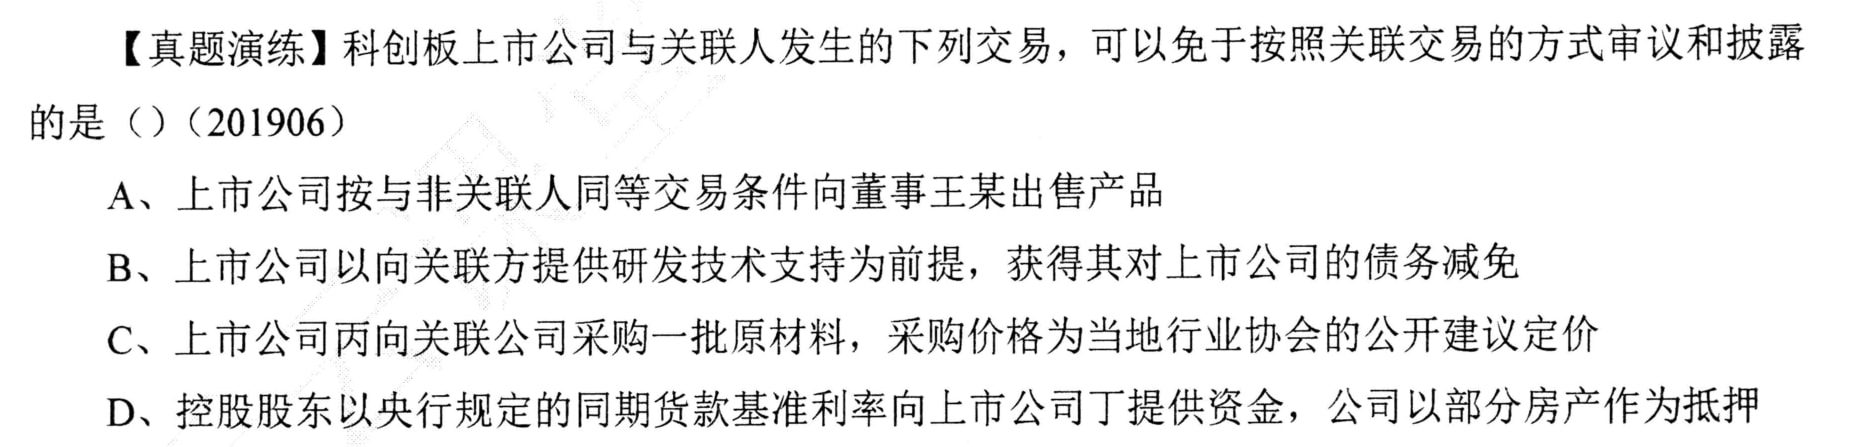 【真题演练】科创板上市公司与关联人发生的下列交易，可以免于按照关联交易的方式审议和披露
的是（）（201906）
A、上市公司按与非关联人同等交易条件向董事王某出售产品
B、上市公司以向关联方提供研发技术支持为前提，获得其对上市公司的债务减免
C、上市公司丙向关联公司采购一批原材料，采购价格为当地行业协会的公开建议定价
D、控股股东以央行规定的同期货款基准利率向上市公司丁提供资金，公司以部分房产作为抵押